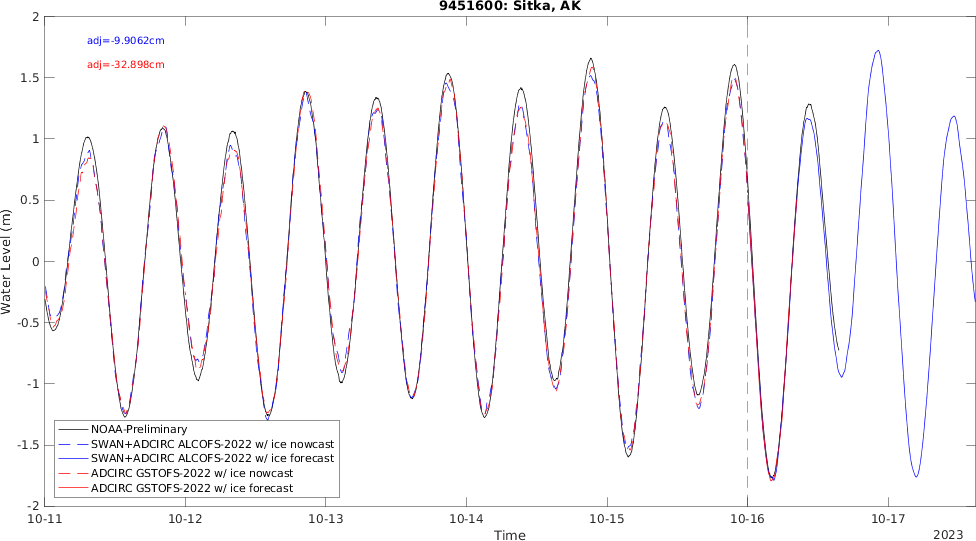 9451600: Sitka, AK
adj=-9.9062cm
adj=-32.898cm
Water Level (m)
2
1.5
1
0.5
0
-0.5
-1
-1.5
-2
NOAA-Preliminary
SWAN+ADCIRC ALCOFS-2022 w/ ice nowcast
SWAN+ADCIRC ALCOFS-2022 w/ ice forecast
ADCIRC GSTOFS-2022 w/ ice nowcast
ADCIRC GSTOFS-2022 w/ ice forecast
10-11 10-12 10-13 10-14 10-15 10-16 10-17
Time
2023